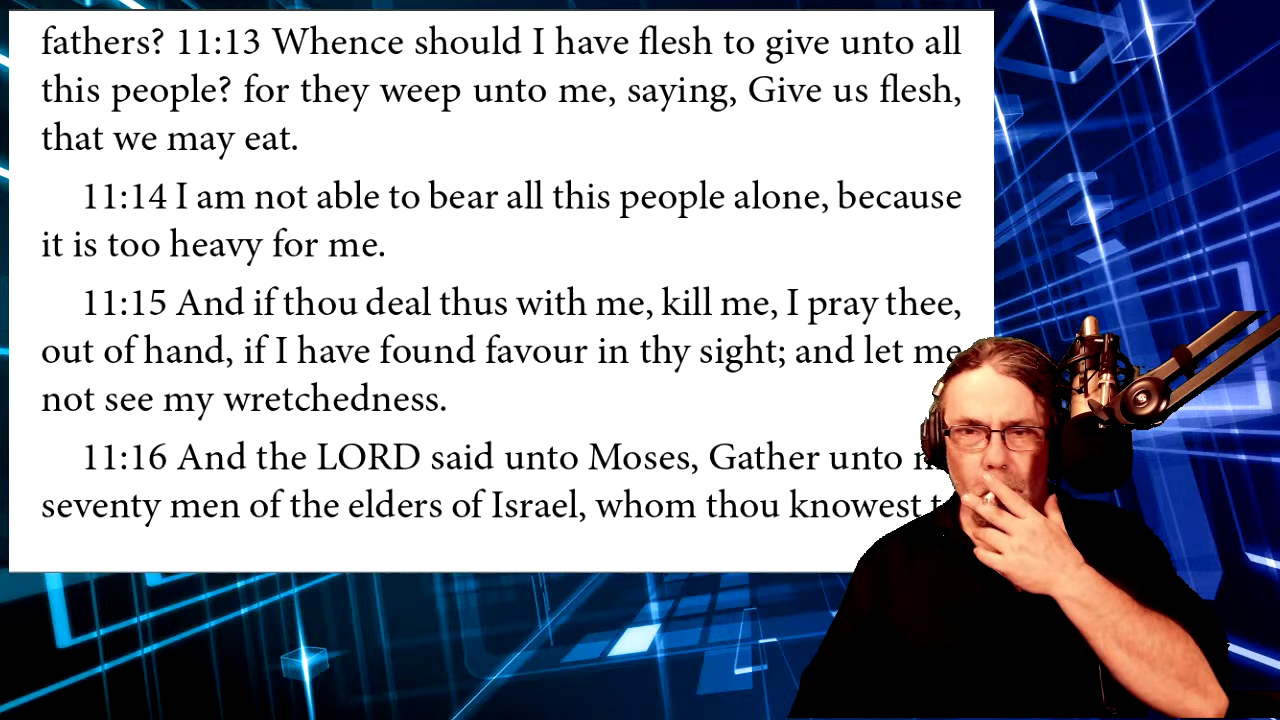 fathers? 11:13 Whence should I have flesh to give unto all
this people? for they weep unto me, saying, Give us flesh,
that we may eat.
11:14 I am not able to bear all this people alone, because
it is too heavy for me.
11:15 And if thou deal thus with me, kill me, I pray thee,
out of hand, if I have found favour in thy sight; and let me
not see my wretchedness.
11:16 And the LORD said unto Moses, Gather unto
seventy men of the elders of Israel, whom thou knowest